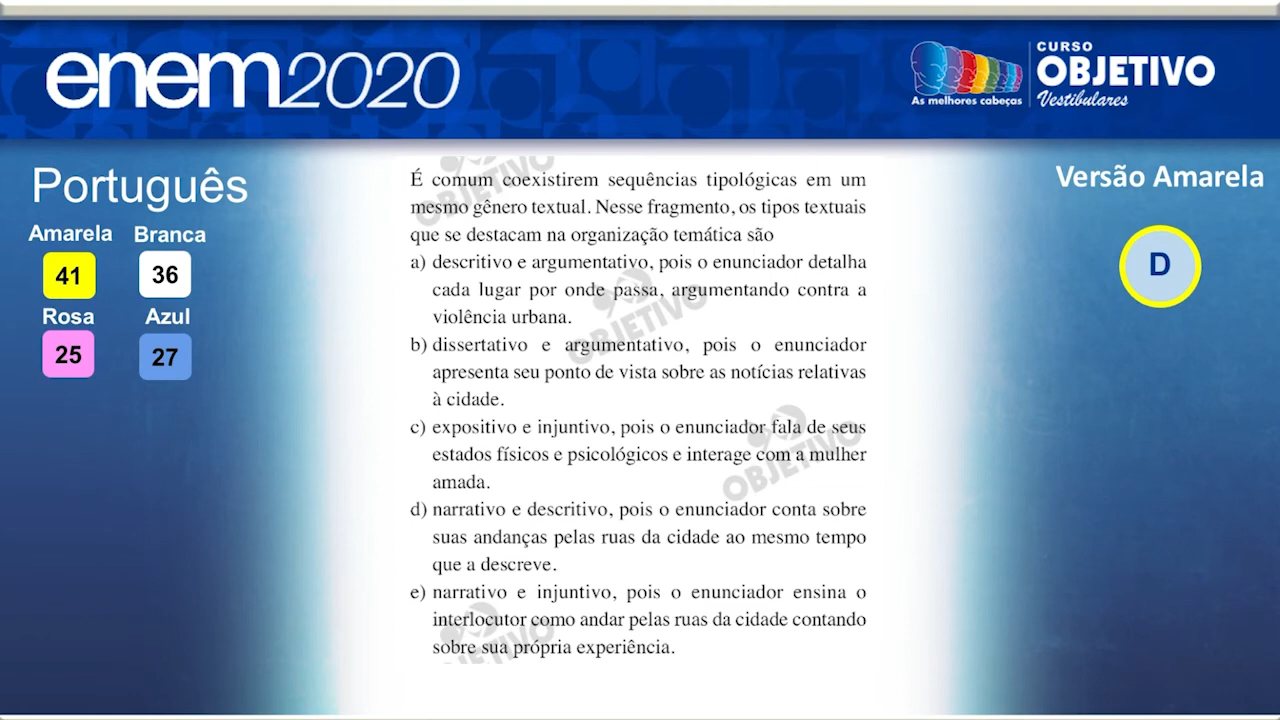 enem2020
CURSO
OBJETIVO
Vestibulares
As melhores cabeças
Português
Versão Amarela
Amarela Branca
41 36
Rosa Azul
25 27
D
É comum coexistirem sequências tipológicas em um
mesmo gênero textual. Nesse fragmento, os tipos textuais
que se destacam na organização temática são
a) descritivo e argumentativo, pois o enunciador detalha
cada lugar por onde passa, argumentando contra a
violência urbana.
b) dissertativo e argumentativo, pois o enunciador
apresenta seu ponto de vista sobre as notícias relativas
à cidade.
c) expositivo e injuntivo, pois o enunciador fala de seus
estados físicos e psicológicos e interage com a mulher
amada.
d) narrativo e descritivo, pois o enunciador conta sobre
suas andanças pelas ruas da cidade ao mesmo tempo
que a descreve.
e) narrativo e injuntivo, pois o enunciador ensina o
interlocutor como andar pelas ruas da cidade contando
sobre sua própria experiência.
OBJETIVO
OBJETIVO
OBJETIVO
OBJETIVO